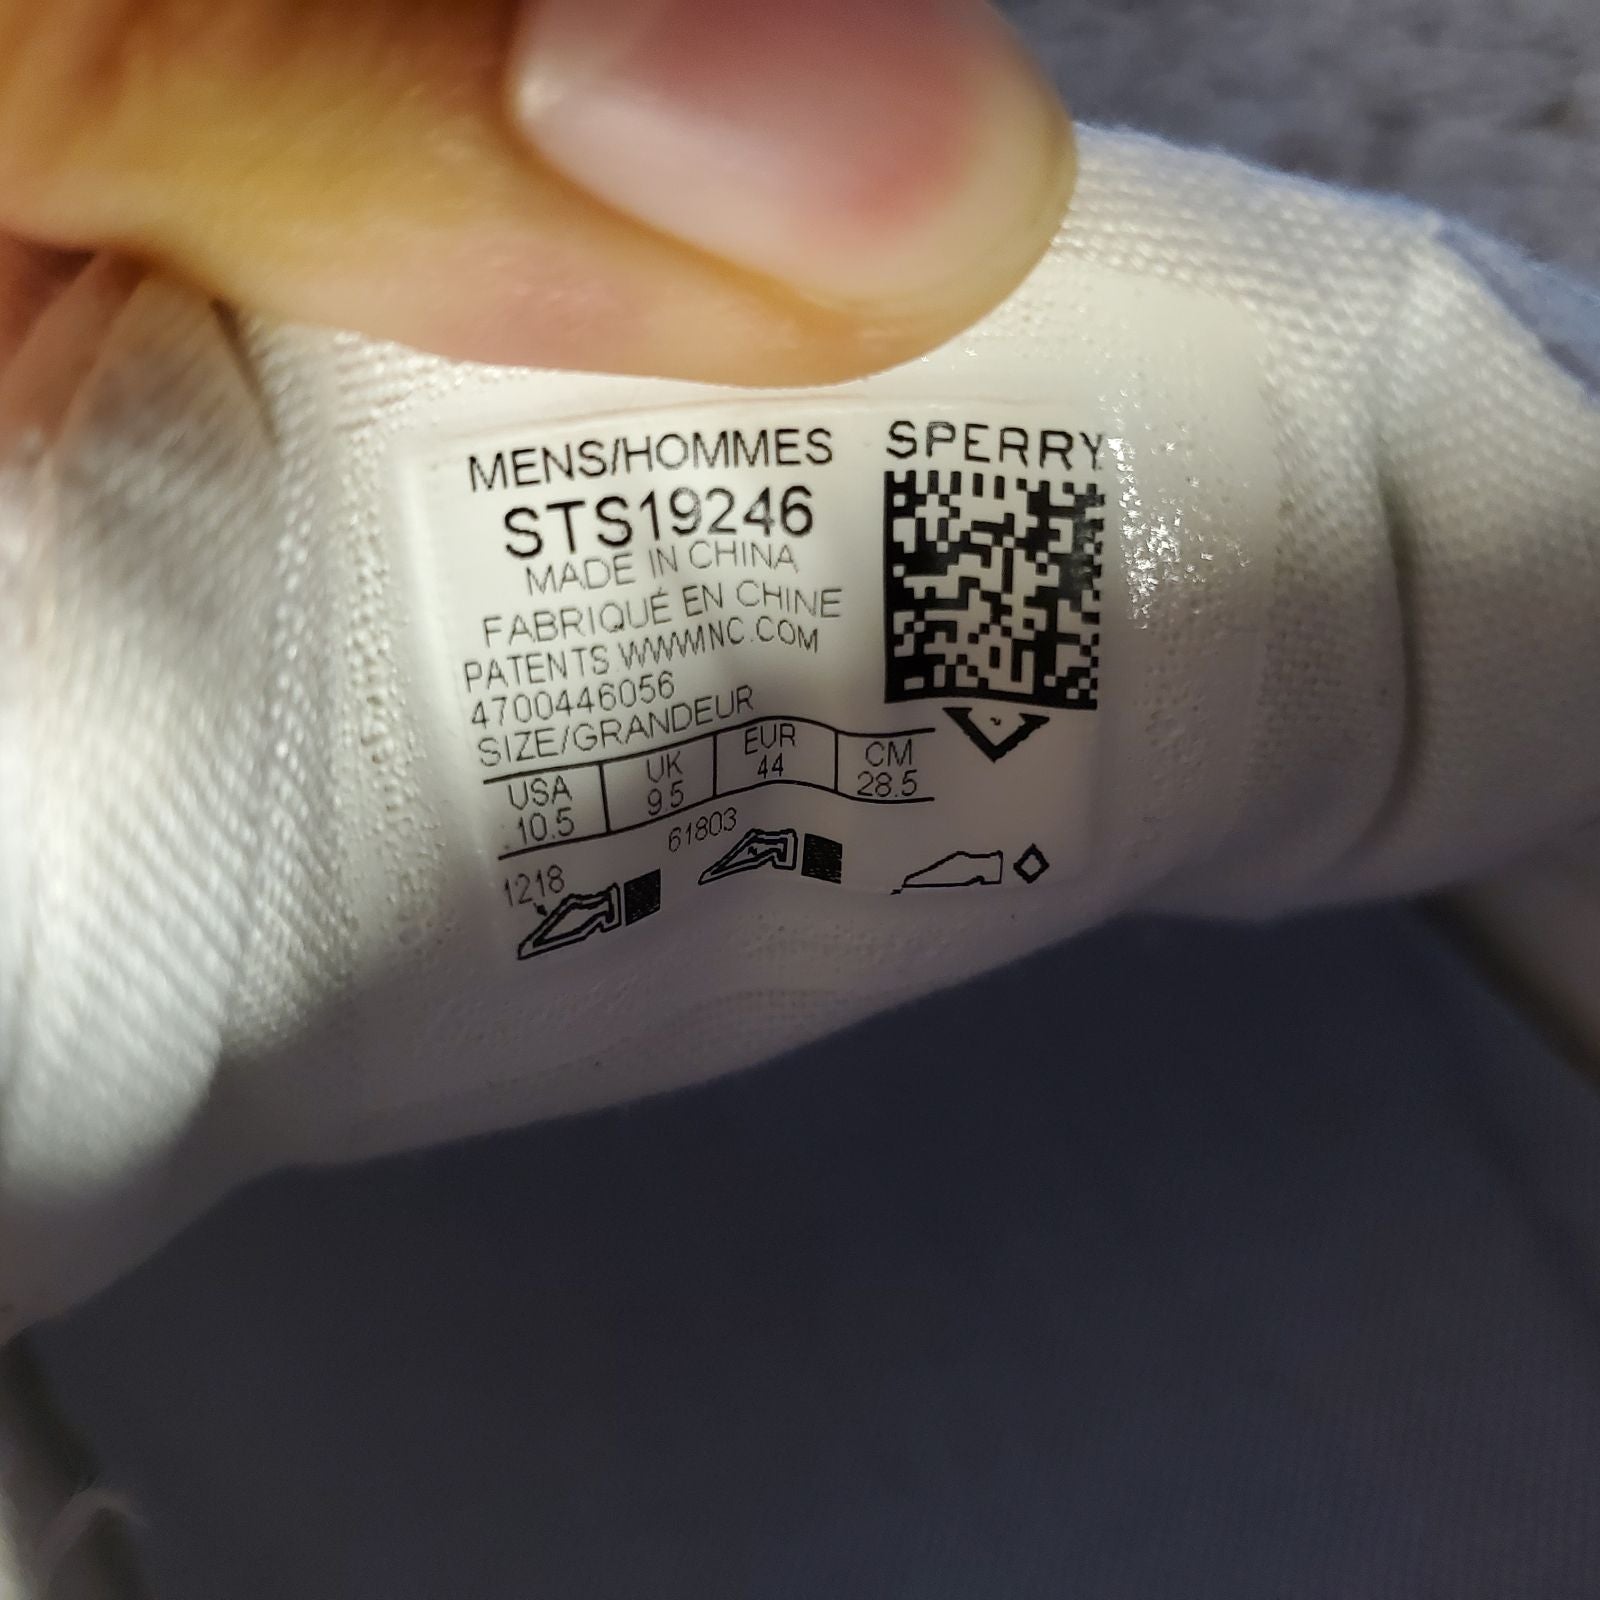 MENS/HOMMES
STS19246
MADE IN CHINA
FABRIQUÉ EN CHINE
PATENTS WWWNC.COM
4700446056
SIZE/GRANDEUR
USA UK EUR CM
10.5 9.5 44 28.5
61803
1218
SPERRY